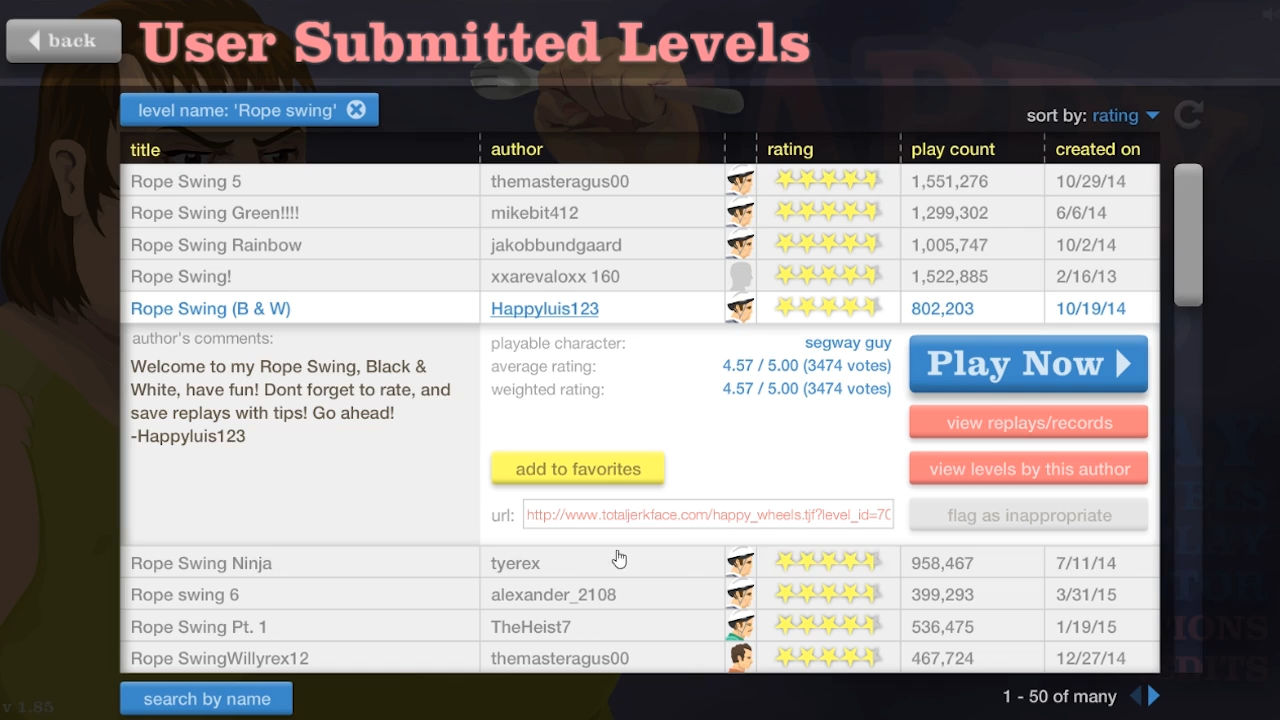 back
User Submitted Levels
level name: 'Rope swing'
sort by: rating
title author rating play count created on
Rope Swing 5 themasteragus00 1,551,276 10/29/14
Rope Swing Green!!!! mikebit412 1,299,302 6/6/14
Rope Swing Rainbow jakobbundgaard 1,005,747 10/2/14
Rope Swing! xxarevaloxx 160 1,522,885 2/16/13
Rope Swing (B & W) Happyluis123 802,203 10/19/14
author's comments:
Welcome to my Rope Swing, Black &
White, have fun! Dont forget to rate, and
save replays with tips! Go ahead!
-Happyluis123
playable character: segway guy
average rating: 4.57 / 5.00 (3474 votes)
weighted rating: 4.57 / 5.00 (3474 votes)
add to favorites
url: http://www.totaljerkface.com/happy_wheels.tjf?level_id=70
Play Now
view replays/records
view levels by this author
flag as inappropriate
Rope Swing Ninja tyerex 958,467 7/11/14
Rope swing 6 alexander_2108 399,293 3/31/15
Rope Swing Pt. 1 TheHeist7 536,475 1/19/15
Rope SwingWillyrex12 themasteragus00 467,724 12/27/14
search by name
1 - 50 of many
v 1.85